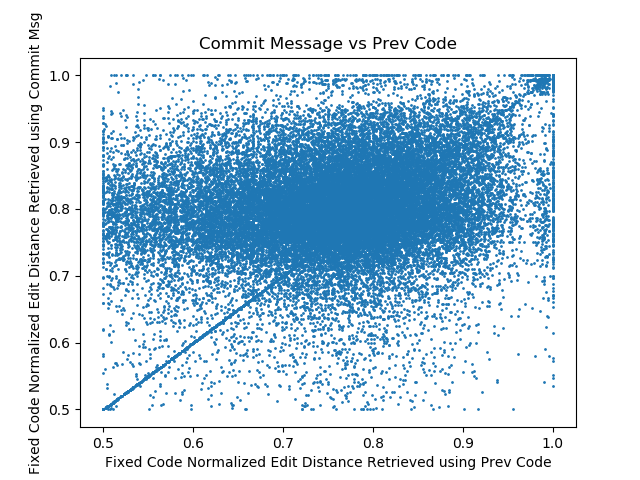 Commit Message vs Prev Code
Fixed Code Normalized Edit Distance Retrieved using Commit Msg
1.0
0.9
0.8
0.7
0.6
0.5
0.5 0.6 0.7 0.8 0.9 1.0
Fixed Code Normalized Edit Distance Retrieved using Prev Code